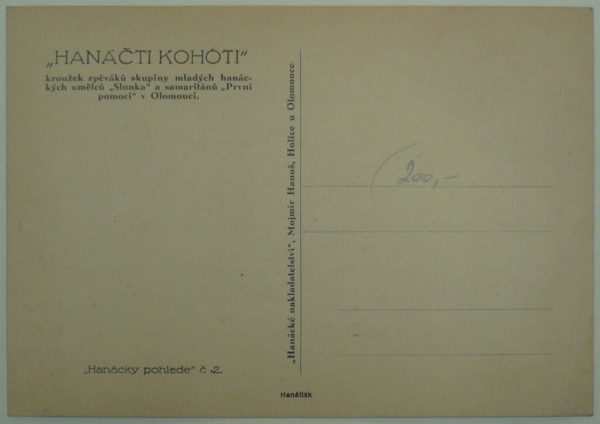 „HANÁČTI KOHÓTI"
kroužek zpěváků skupiny mladých hanác-
kých umělců „Slunka" a samaritánů „První
pomoci" v Olomouci.
„Hanácky pohlede" č 2.
„Hanácké nakladatelství", Mojmír Hanuš, Holice u Olomouce.
200,-
Hanátisk